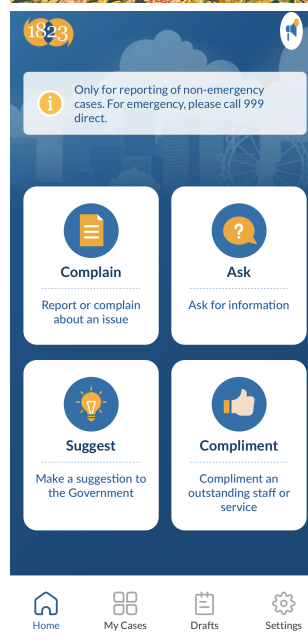 1823
i
Only for reporting of non-emergency
cases. For emergency, please call 999
direct.
Complain
Report or complain
about an issue
?
Ask
Ask for information
Suggest
Make a suggestion to
the Government
Compliment
Compliment an
outstanding staff or
service
Home
My Cases
Drafts
Settings